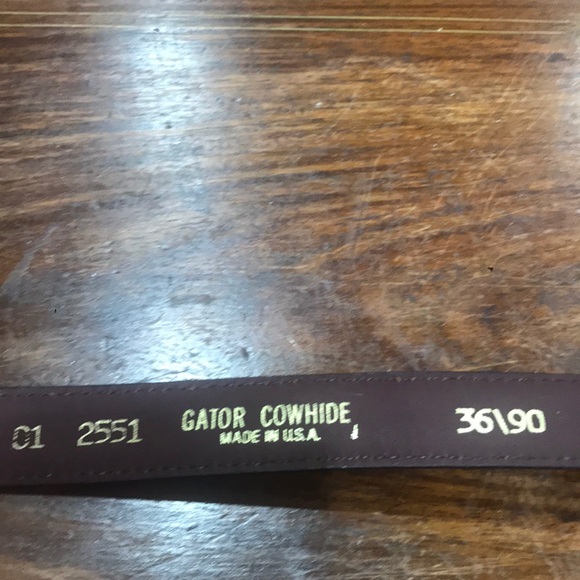 01 2551 GATOR COWHIDE 36\90
MADE IN U.S.A.